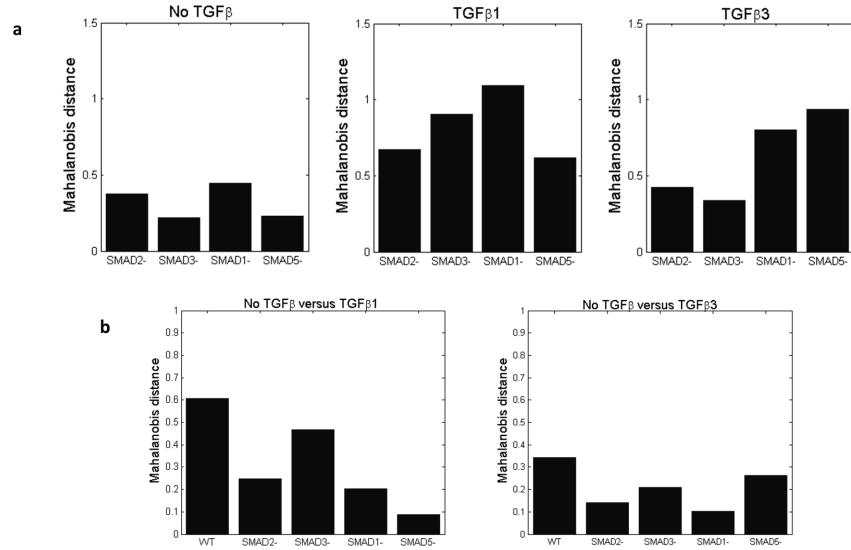 a
No TGFβ
Mahalanobis distance
1.5
1
0.5
0
SMAD2-
SMAD3-
SMAD1-
SMAD5-
TGFβ1
Mahalanobis distance
1.5
1
0.5
0
SMAD2-
SMAD3-
SMAD1-
SMAD5-
TGFβ3
Mahalanobis distance
1.5
1
0.5
0
SMAD2-
SMAD3-
SMAD1-
SMAD5-
b
No TGFβ versus TGFβ1
Mahalanobis distance
1
0.9
0.8
0.7
0.6
0.5
0.4
0.3
0.2
0.1
0
WT
SMAD2-
SMAD3-
SMAD1-
SMAD5-
No TGFβ versus TGFβ3
Mahalanobis distance
1
0.9
0.8
0.7
0.6
0.5
0.4
0.3
0.2
0.1
0
WT
SMAD2-
SMAD3-
SMAD1-
SMAD5-